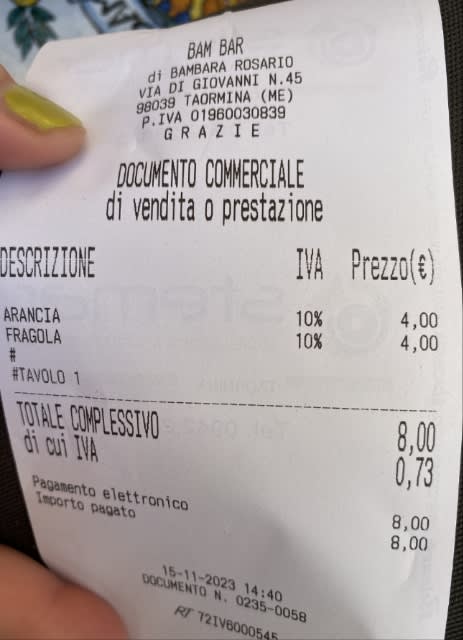 BAM BAR
di BAMBARA ROSARIO
VIA DI GIOVANNI N.45
98039 TAORMINA (ME)
P.IVA 01960030839
G R A Z I E
DOCUMENTO COMMERCIALE
di vendita o prestazione
DESCRIZIONE IVA Prezzo(€)
ARANCIA 10% 4,00
FRAGOLA 10% 4,00
#
#TAVOLO 1
TOTALE COMPLESSIVO 8,00
di cui IVA 0,73
Pagamento elettronico 8,00
Importo pagato 8,00
15-11-2023 14:40
DOCUMENTO N. 0235-0058
RT 72IV6000545